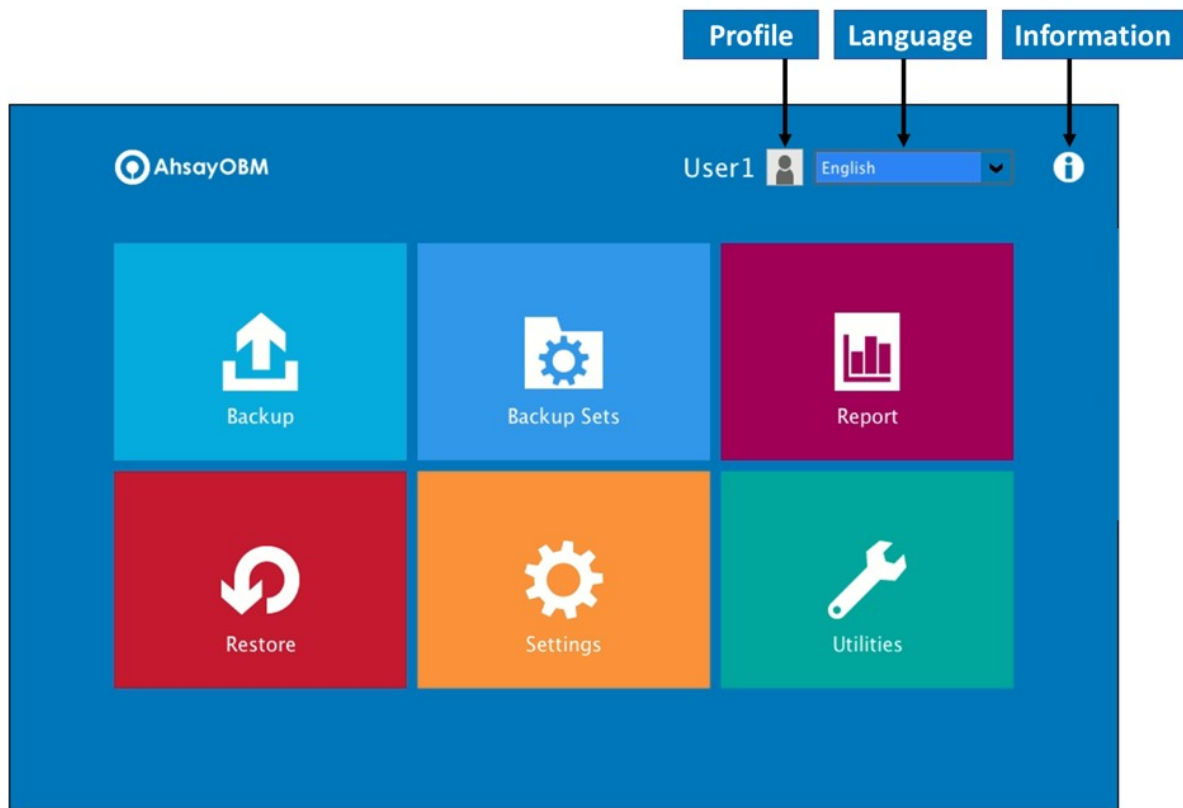 Profile Language Information
AhsayOBM User1 English
Backup Backup Sets Report
Restore Settings Utilities